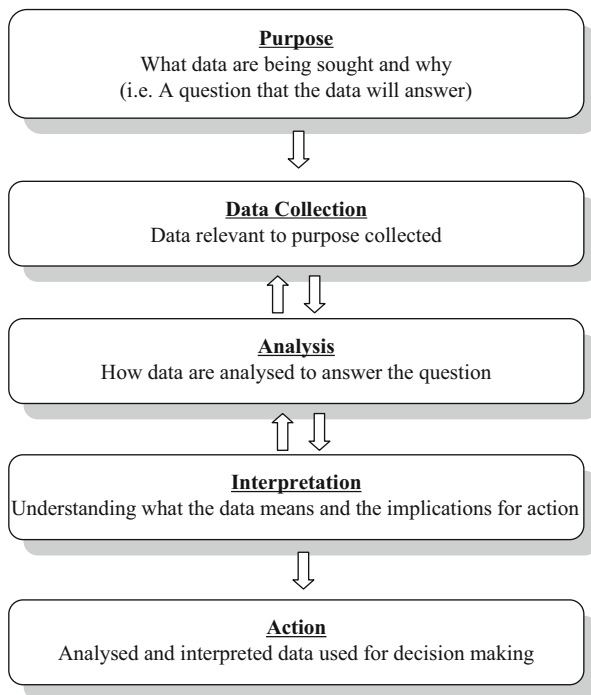 Purpose
What data are being sought and why
(i.e. A question that the data will answer)
Data Collection
Data relevant to purpose collected
Analysis
How data are analysed to answer the question
Interpretation
Understanding what the data means and the implications for action
Action
Analysed and interpreted data used for decision making